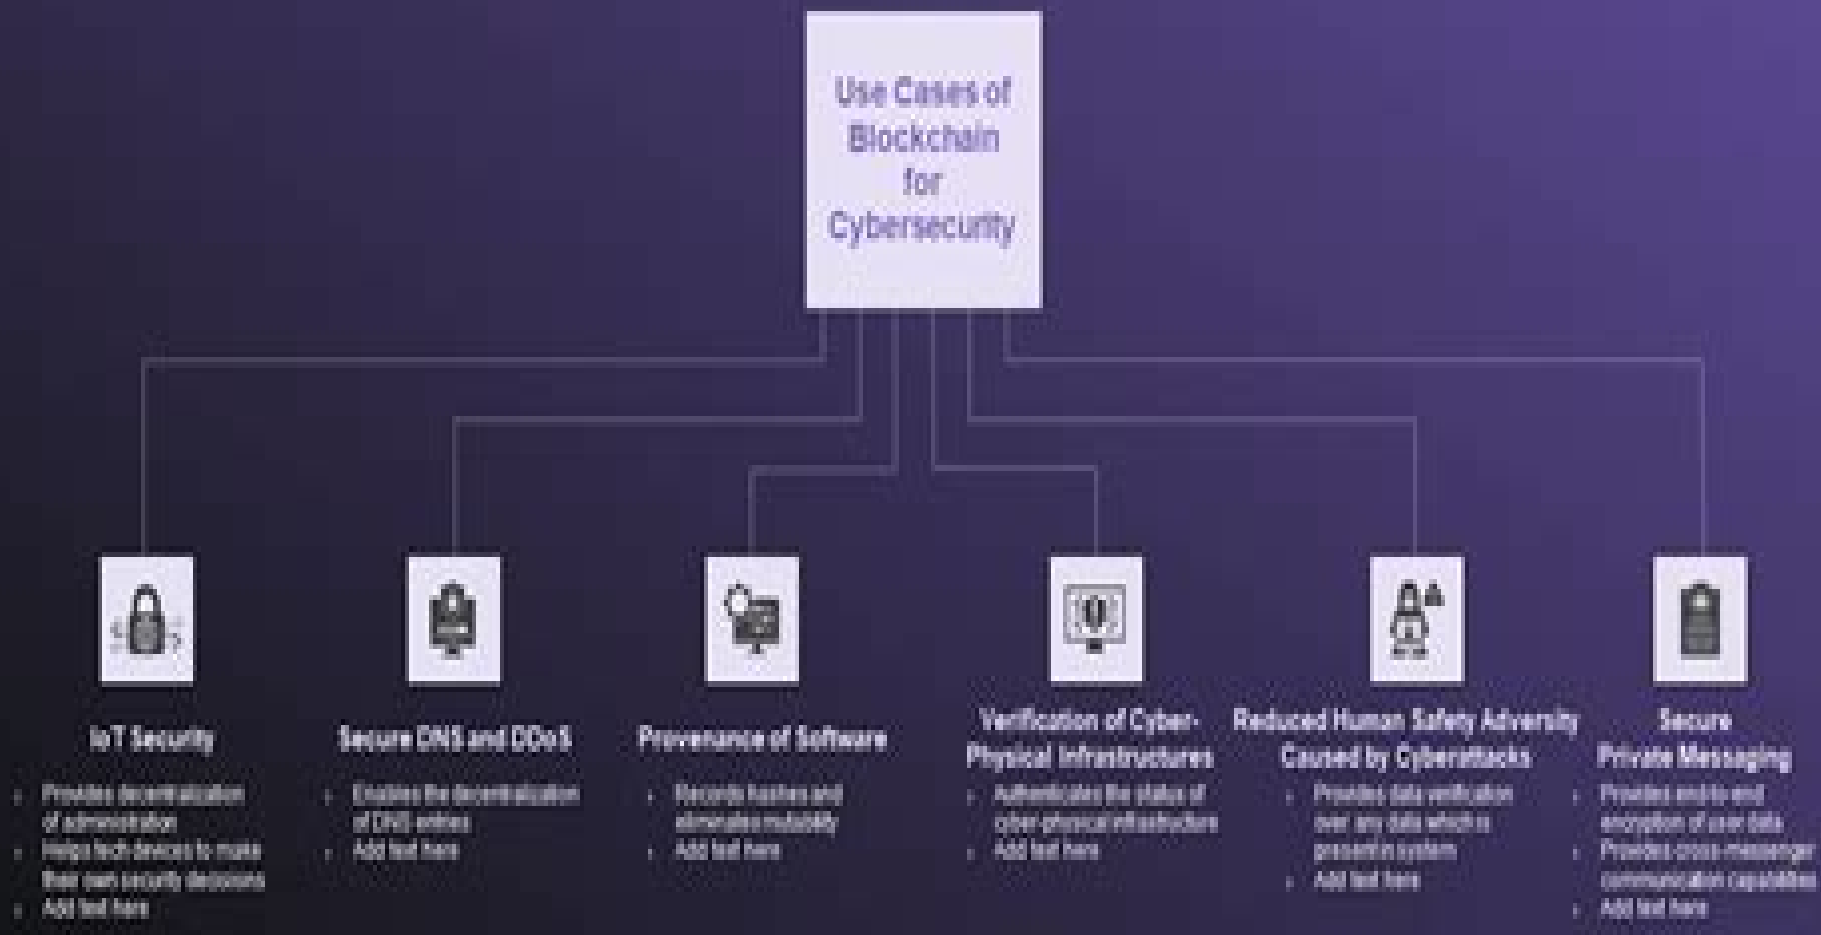 Use Cases of
Blockchain
for
Cybersecurity
IoT Security
Provides decentralization
of administration
Helps tech devices to make
their own security decisions
Add text here
Secure DNS and DDoS
Enables the decentralization
of DNS entries
Add text here
Provenance of Software
Records hashes and
eliminates mutability
Add text here
Verification of Cyber-
Physical Infrastructures
Authenticates the status of
cyber-physical infrastructure
Add text here
Reduced Human Safety Adversity
Caused by Cyberattacks
Provides data verification
over any data which is
present in system
Add text here
Secure
Private Messaging
Provides end to end
encryption of user data
Provides cross-messenger
communication capabilities
Add text here